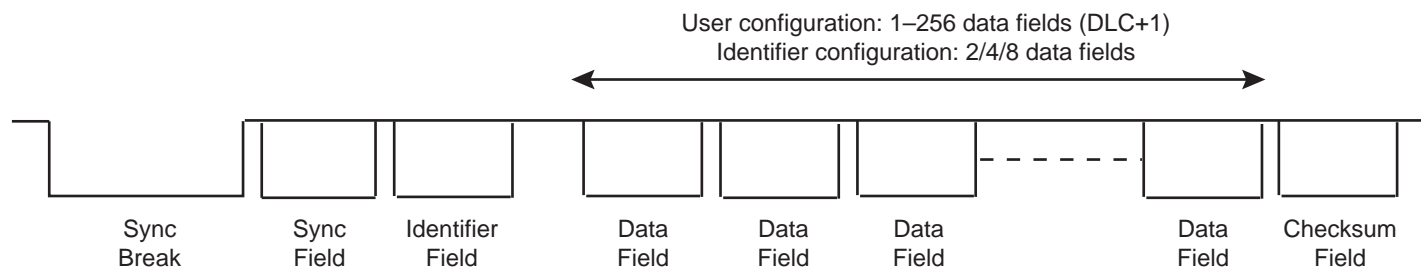 User configuration: 1–256 data fields (DLC+1)
Identifier configuration: 2/4/8 data fields
Sync Break
Sync Field
Identifier Field
Data Field
Data Field
Data Field
Data Field
Checksum Field